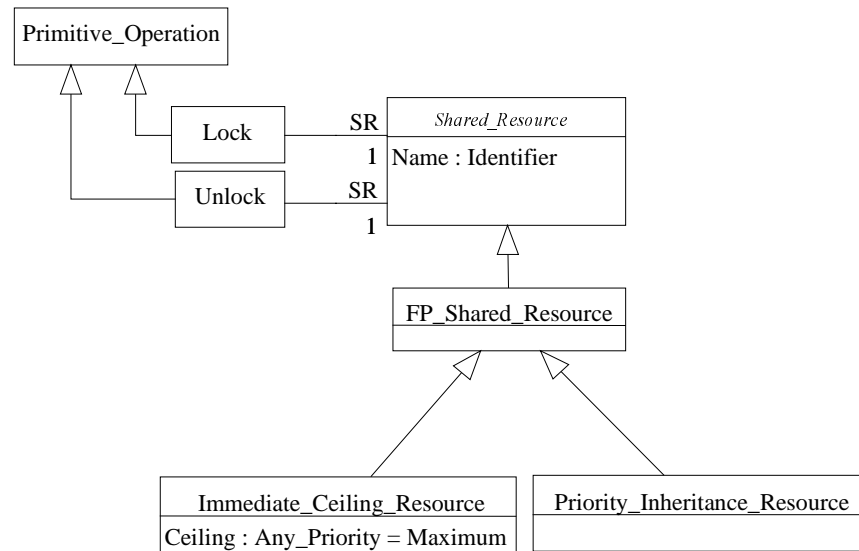 Primitive_Operation
Lock
SR
1
Shared_Resource
Name : Identifier
Unlock
SR
1
FP_Shared_Resource
Immediate_Ceiling_Resource
Ceiling : Any_Priority = Maximum
Priority_Inheritance_Resource